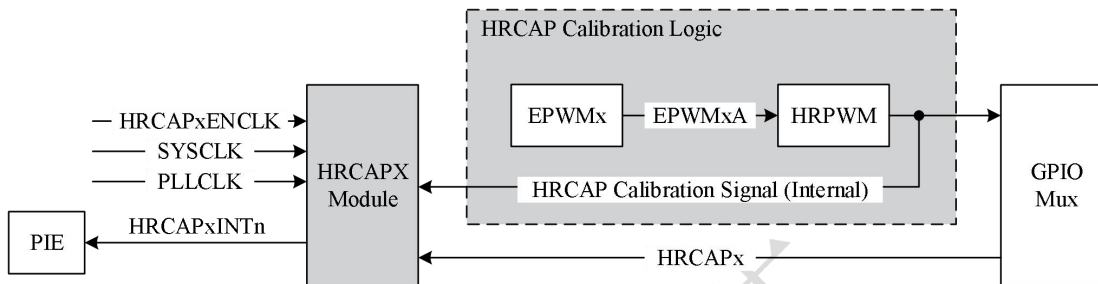 HRCAP Calibration Logic
EPWMx
EPWMxA
HRPWM
HRCAPxENCLK
SYSCLK
PLLCLK
HRCAPX
Module
HRCAP Calibration Signal (Internal)
GPIO
Mux
PIE
HRCAPxINTn
HRCAPx